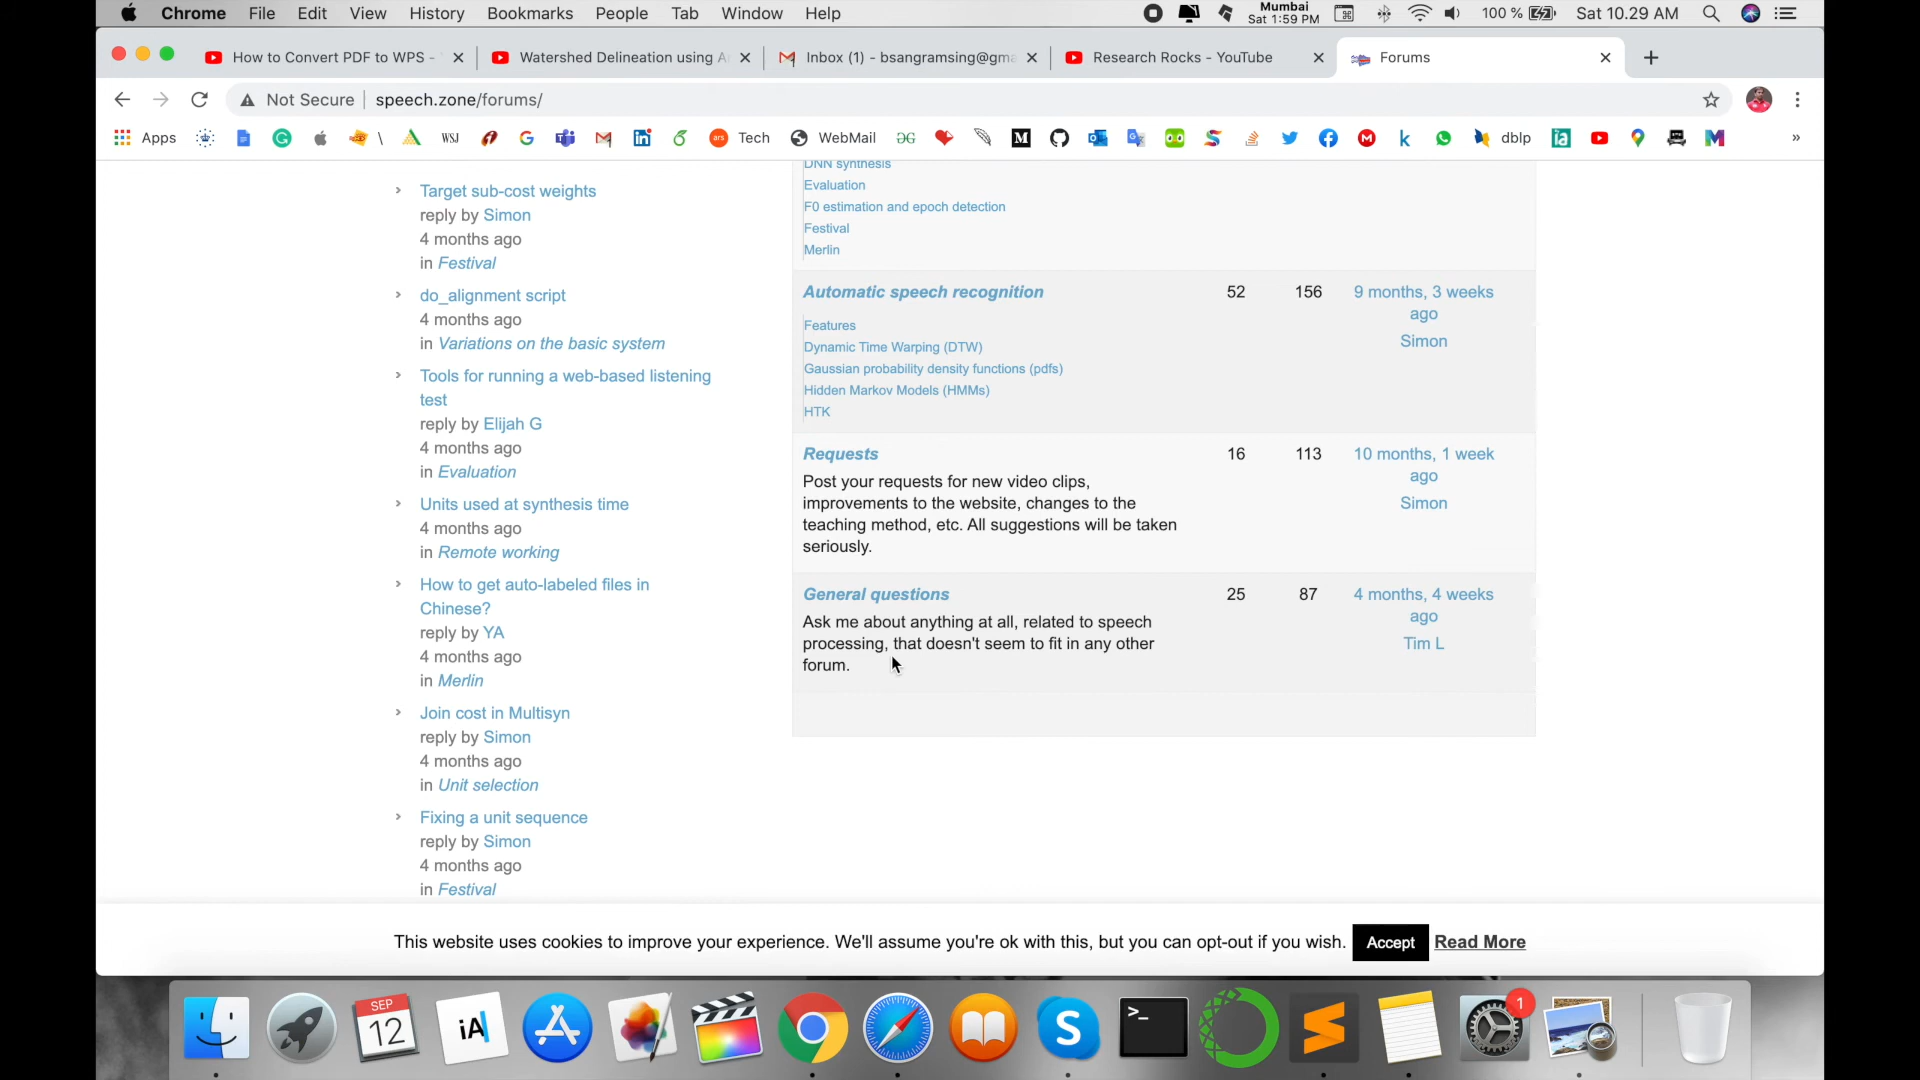 Chrome File Edit View History Bookmarks People Tab Window Help
Mumbai
Sat 1:59 PM
100 %
Sat 10.29 AM
How to Convert PDF to WPS -
Watershed Delineation using A
Inbox (1) - bsangramsing@gma
Research Rocks - YouTube
Forums
Not Secure
speech.zone/forums/
Apps
WSJ
ars
Tech
WebMail
dblp
Target sub-cost weights
reply by Simon
4 months ago
in Festival
do_alignment script
4 months ago
in Variations on the basic system
Tools for running a web-based listening
test
reply by Elijah G
4 months ago
in Evaluation
Units used at synthesis time
4 months ago
in Remote working
How to get auto-labeled files in
Chinese?
reply by YA
4 months ago
in Merlin
Join cost in Multisyn
reply by Simon
4 months ago
in Unit selection
Fixing a unit sequence
reply by Simon
4 months ago
in Festival
DNN synthesis
Evaluation
F0 estimation and epoch detection
Festival
Merlin
Automatic speech recognition 52 156 9 months, 3 weeks
ago
Simon
Features
Dynamic Time Warping (DTW)
Gaussian probability density functions (pdfs)
Hidden Markov Models (HMMs)
HTK
Requests 16 113 10 months, 1 week
ago
Simon
Post your requests for new video clips,
improvements to the website, changes to the
teaching method, etc. All suggestions will be taken
seriously.
General questions 25 87 4 months, 4 weeks
ago
Tim L
Ask me about anything at all, related to speech
processing, that doesn't seem to fit in any other
forum.
This website uses cookies to improve your experience. We'll assume you're ok with this, but you can opt-out if you wish. Accept Read More
SEP
12
iA
1